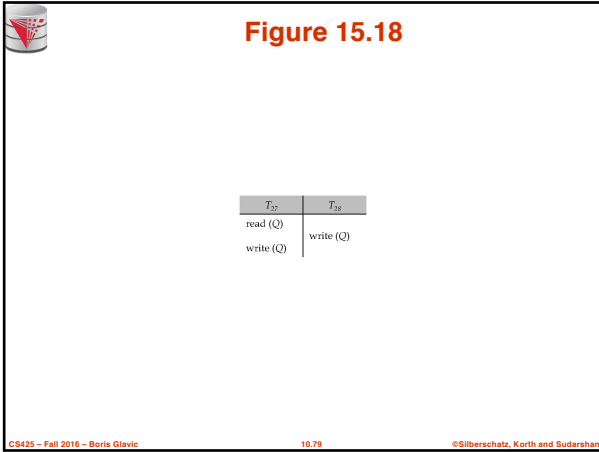 Figure 15.18
T27 T28
read (Q)
write (Q)
write (Q)
CS425 – Fall 2016 – Boris Glavic 10.79 ©Silberschatz, Korth and Sudarshan